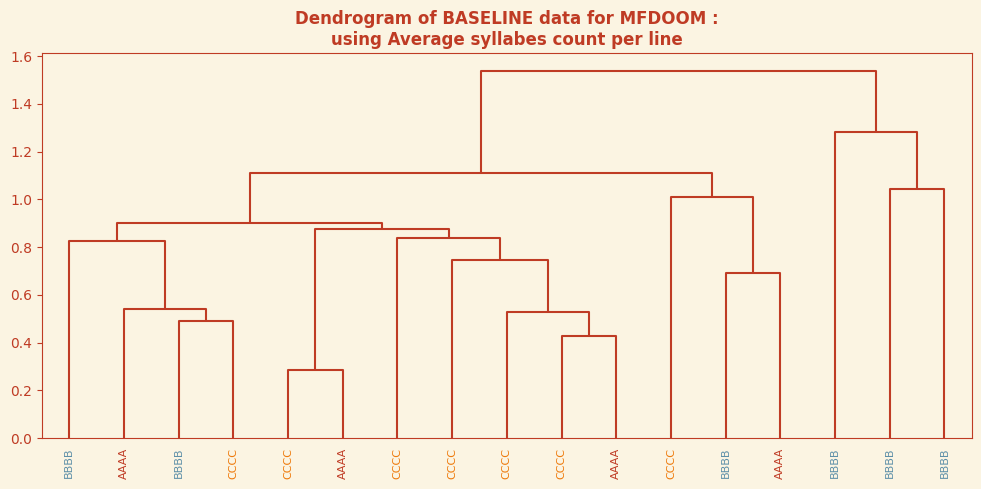 Dendrogram of BASELINE data for MFDOOM :
using Average syllabes count per line
1.6
1.4
1.2
1.0
0.8
0.6
0.4
0.2
0.0
BBBB
AAAA
BBBB
CCCC
CCCC
AAAA
CCCC
CCCC
CCCC
CCCC
AAAA
CCCC
BBBB
AAAA
BBBB
BBBB
BBBB